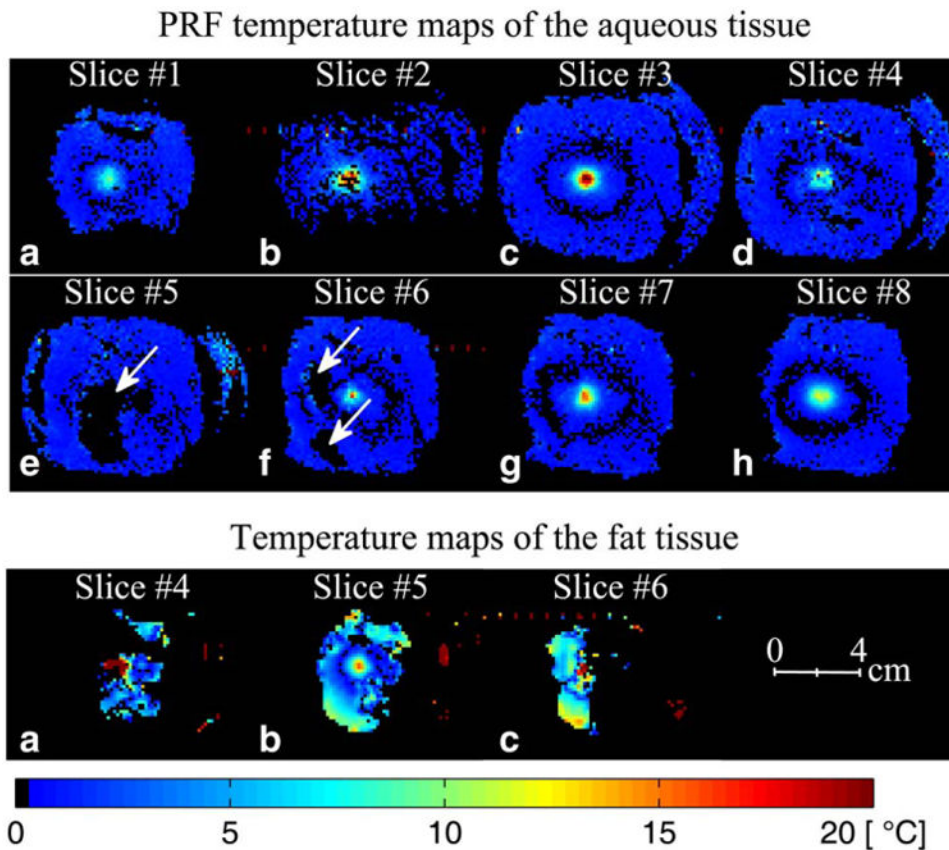 PRF temperature maps of the aqueous tissue
Slice #1 Slice #2 Slice #3 Slice #4
a b c d
Slice #5 Slice #6 Slice #7 Slice #8
e f g h
Temperature maps of the fat tissue
Slice #4 Slice #5 Slice #6
0 4
cm
a b c
0 5 10 15 20 [ °C]